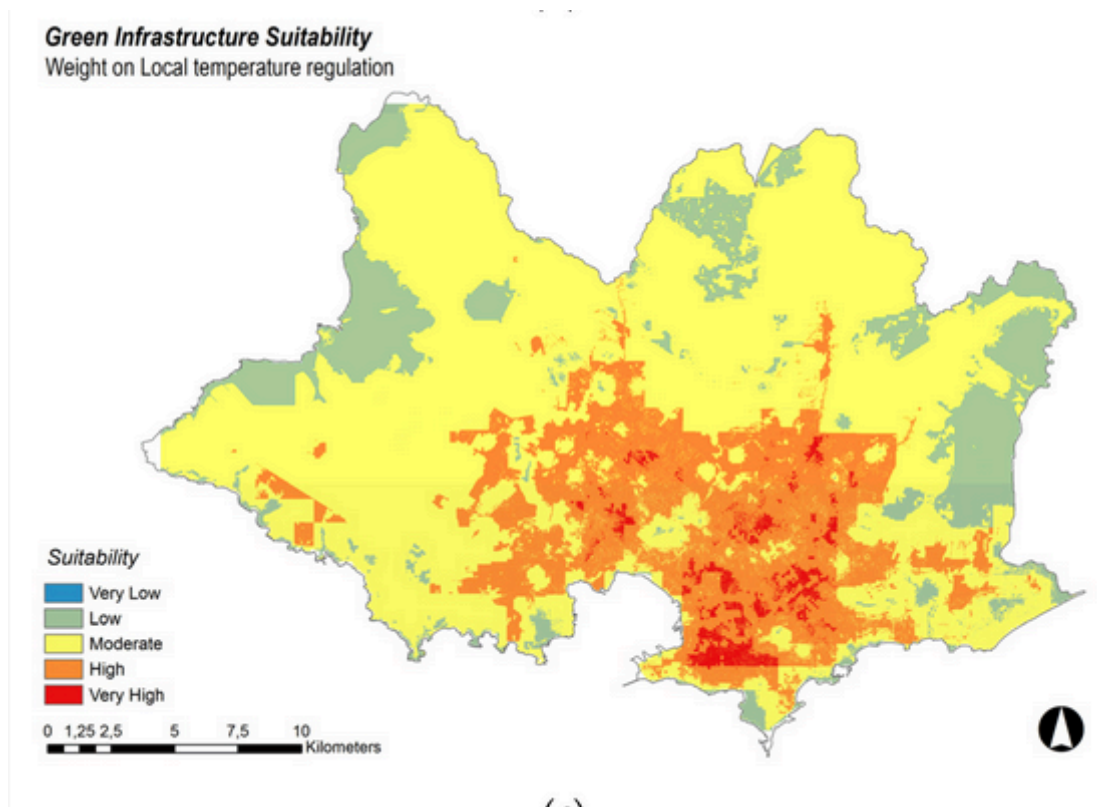 Green Infrastructure Suitability
Weight on Local temperature regulation
Suitability
Very Low
Low
Moderate
High
Very High
0 1,25 2,5 5 7,5 10
Kilometers